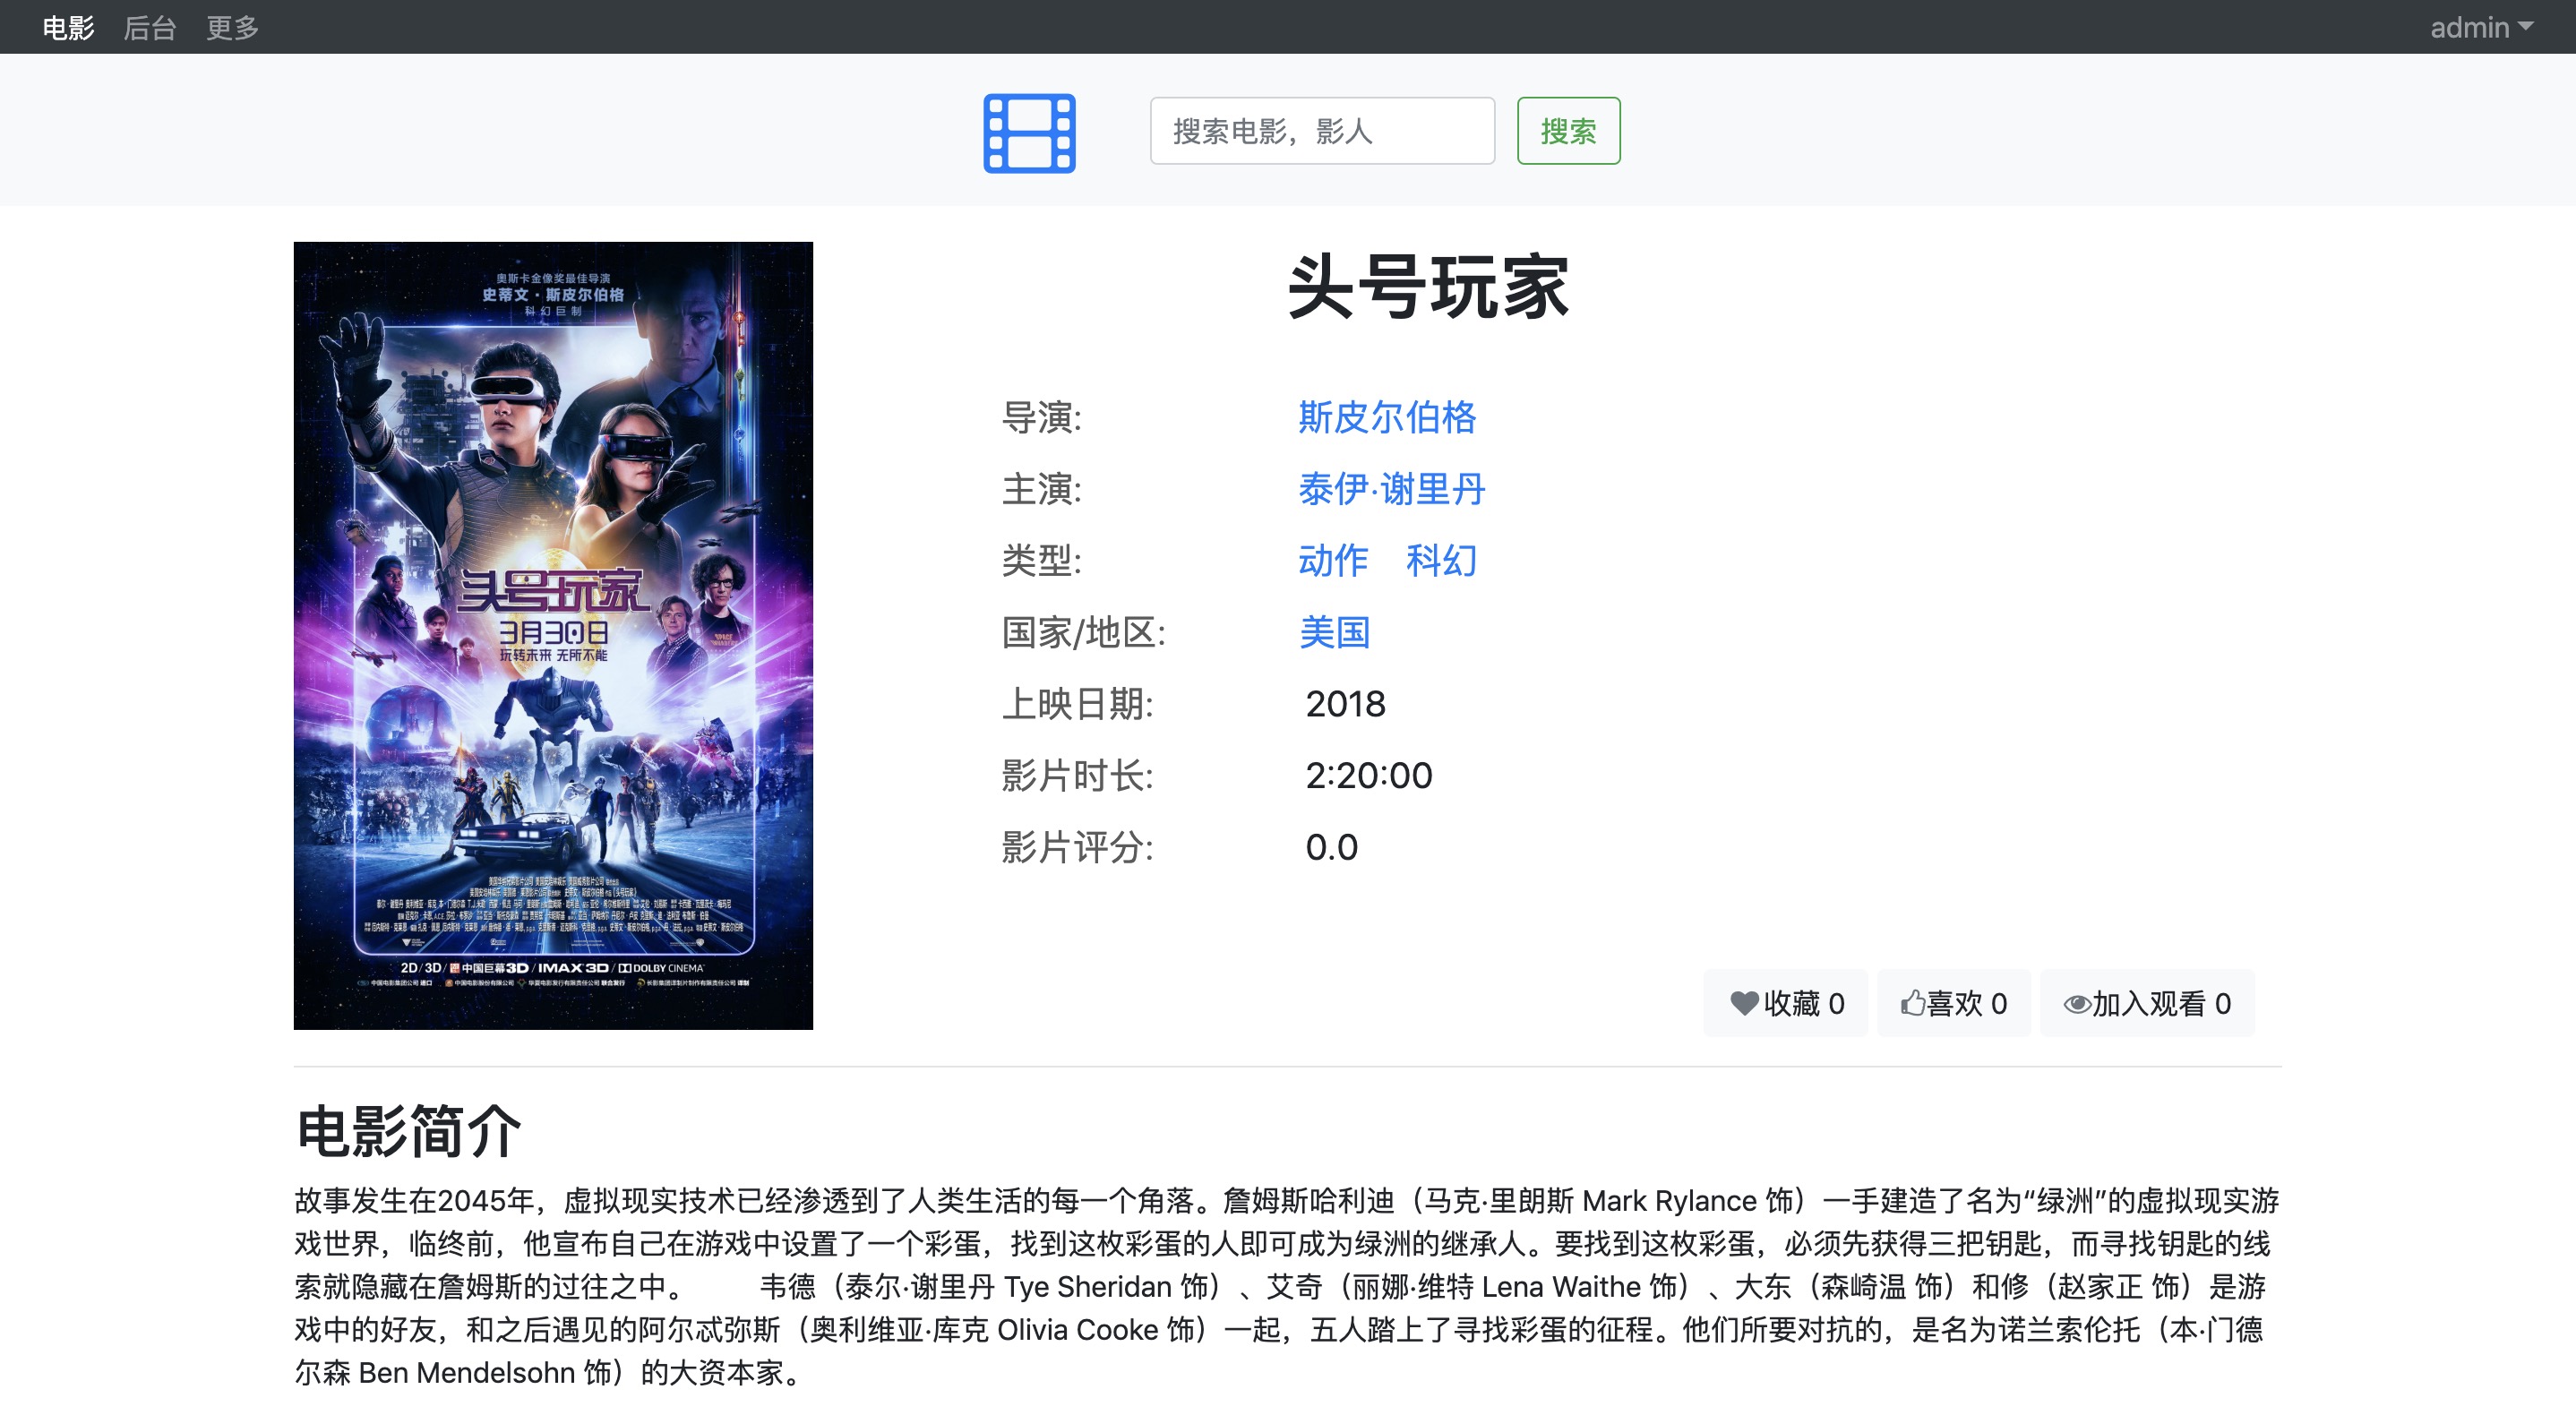 电影 后台 更多 admin
搜索电影，影人 搜索
奥斯卡金像奖最佳导演
史蒂文·斯皮尔伯格
科幻巨制
头号玩家
3月30日
玩转未来 无所不能
2D/3D/中国巨幕3D/IMAX 3D/DOLBY CINEMA
头号玩家
导演: 斯皮尔伯格
主演: 泰伊·谢里丹
类型: 动作 科幻
国家/地区: 美国
上映日期: 2018
影片时长: 2:20:00
影片评分: 0.0
收藏 0 喜欢 0 加入观看 0
电影简介
故事发生在2045年，虚拟现实技术已经渗透到了人类生活的每一个角落。詹姆斯哈利迪（马克·里朗斯 Mark Rylance 饰）一手建造了名为“绿洲”的虚拟现实游
戏世界，临终前，他宣布自己在游戏中设置了一个彩蛋，找到这枚彩蛋的人即可成为绿洲的继承人。要找到这枚彩蛋，必须先获得三把钥匙，而寻找钥匙的线
索就隐藏在詹姆斯的过往之中。 韦德（泰尔·谢里丹 Tye Sheridan 饰）、艾奇（丽娜·维特 Lena Waithe 饰）、大东（森崎温 饰）和修（赵家正 饰）是游
戏中的好友，和之后遇见的阿尔忒弥斯（奥利维亚·库克 Olivia Cooke 饰）一起，五人踏上了寻找彩蛋的征程。他们所要对抗的，是名为诺兰索伦托（本·门德
尔森 Ben Mendelsohn 饰）的大资本家。